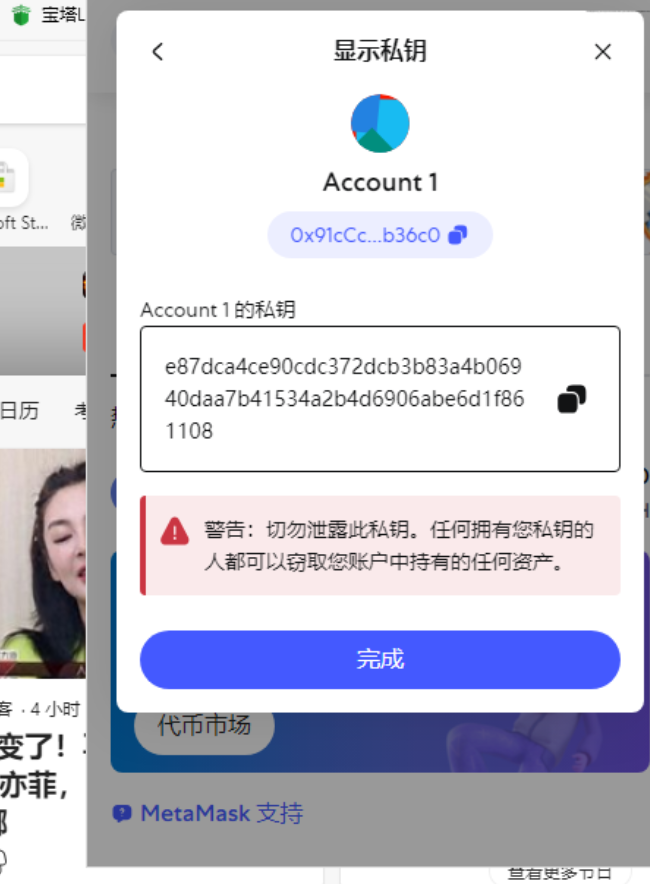 宝塔L
显示私钥
Account 1
0x91cCc...b36c0
oft St...
微
Account 1 的私钥
e87dca4ce90cdc372dcb3b83a4b069
40daa7b41534a2b4d6906abe6d1f86
1108
日历
警告：切勿泄露此私钥。任何拥有您私钥的
人都可以窃取您账户中持有的任何资产。
完成
客 · 4 小时
代币市场
变了！
亦菲，
MetaMask 支持
查看更多节日